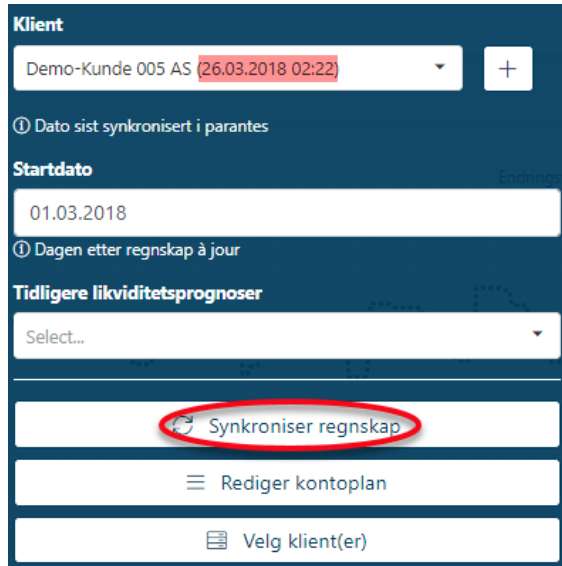 Klient
Demo-Kunde 005 AS (26.03.2018 02:22)
Dato sist synkronisert i parantes
Startdato
Endrings
01.03.2018
Dagen etter regnskap à jour
Tidligere likviditetsprognoser
Select...
Synkroniser regnskap
Rediger kontoplan
Velg klient(er)